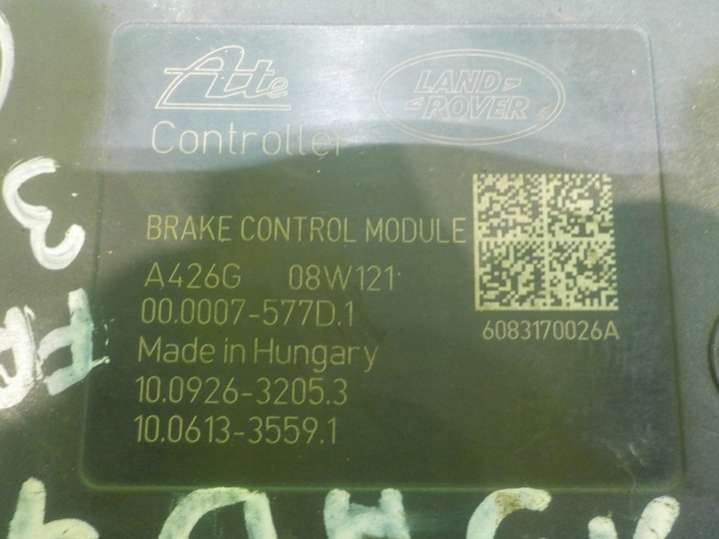 Ate
LAND
ROVER
Controller
BRAKE CONTROL MODULE
A426G 08W121
00.0007-577D.1
6083170026A
Made in Hungary
10.0926-3205.3
10.0613-3559.1
3